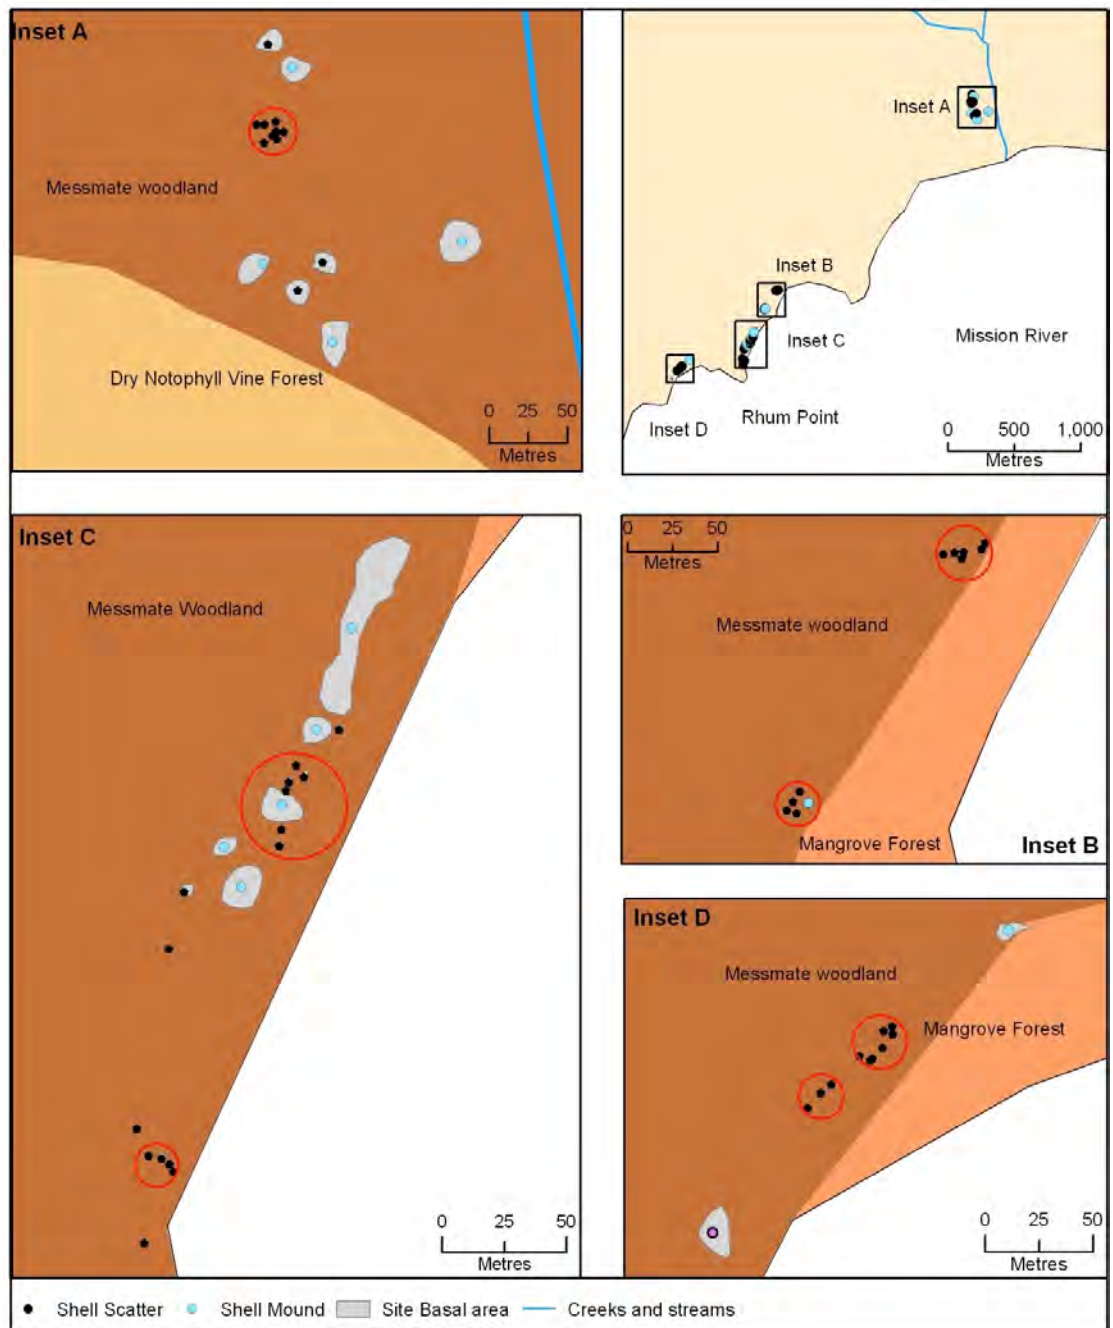 Inset A
Messmate woodland
Dry Notophyll Vine Forest
0 25 50
Metres
Inset A
Inset B
Inset C
Mission River
Rhum Point
Inset D
0 500 1,000
Metres
Inset C
Messmate Woodland
0 25 50
Metres
0 25 50
Metres
Messmate woodland
Mangrove Forest
Inset B
Inset D
Messmate woodland
Mangrove Forest
0 25 50
Metres
Shell Scatter Shell Mound Site Basal area Creeks and streams